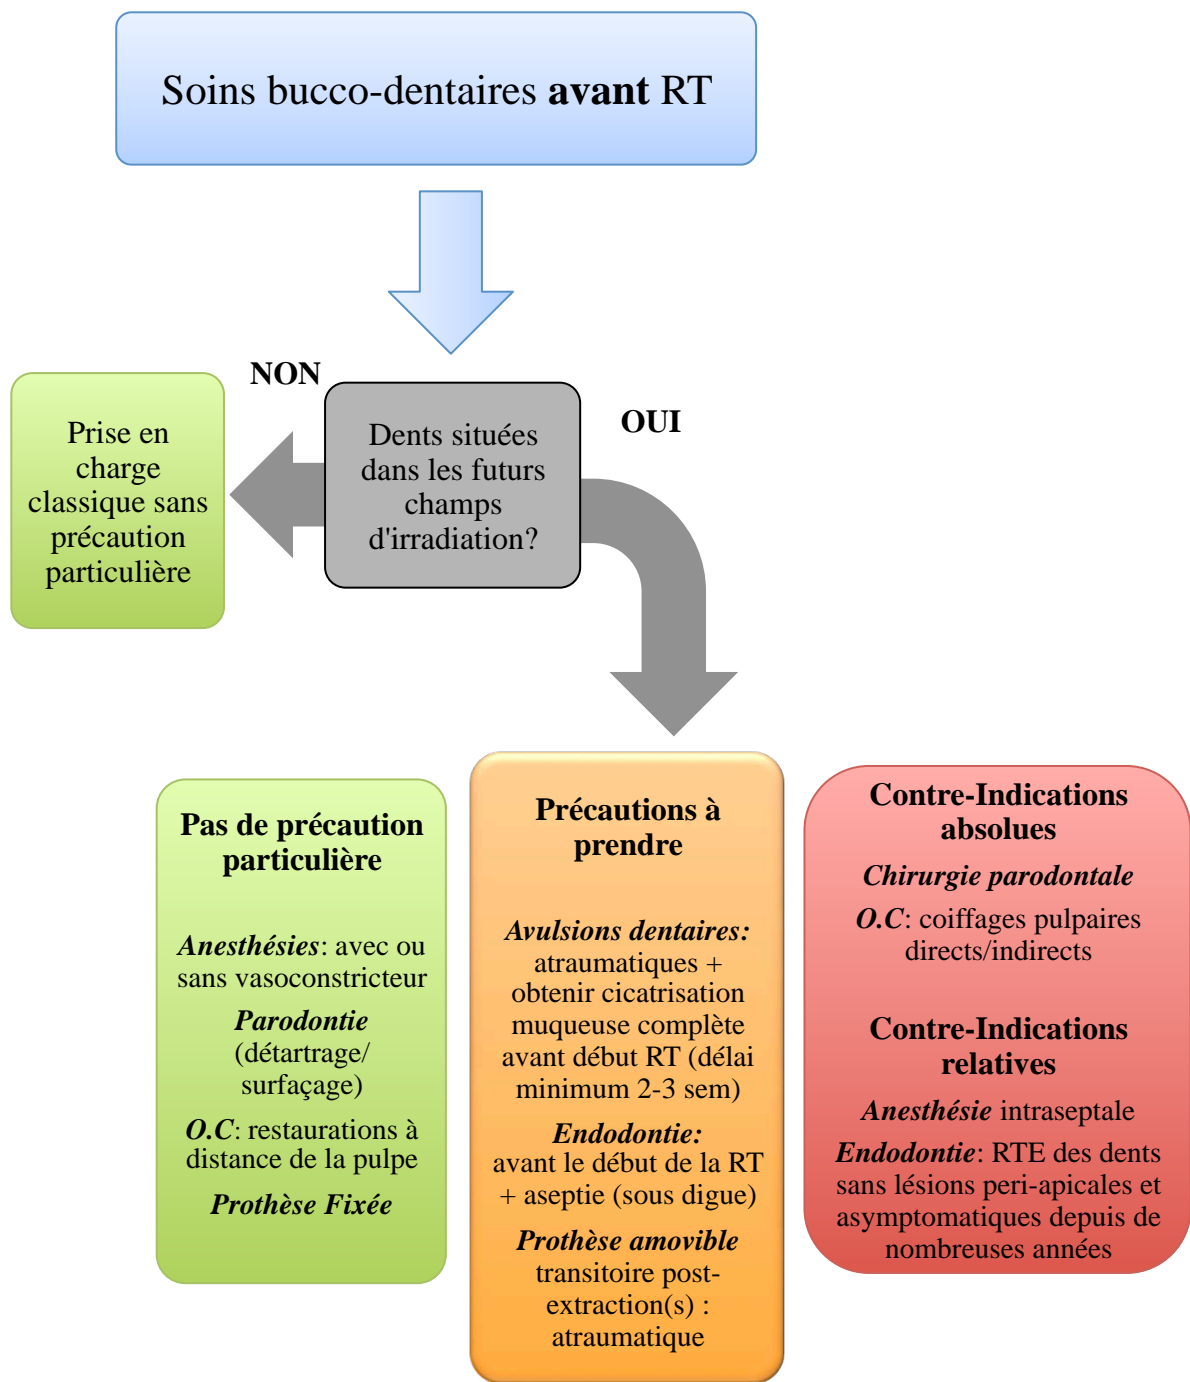 Soins bucco-dentaires avant RT
NON
OUI
Prise en
charge
classique sans
précaution
particulière
Dents situées
dans les futurs
champs
d'irradiation?
Pas de précaution
particulière
Anesthésies: avec ou
sans vasoconstricteur
Parodontie
(détartrage/
surfaçage)
O.C: restaurations à
distance de la pulpe
Prothèse Fixée
Précautions à
prendre
Avulsions dentaires:
atraumatiques +
obtenir cicatrisation
muqueuse complète
avant début RT (délai
minimum 2-3 sem)
Endodontie:
avant le début de la RT
+ aseptie (sous digue)
Prothèse amovible
transitoire post-
extraction(s) :
atraumatique
Contre-Indications
absolues
Chirurgie parodontale
O.C: coiffages pulpaires
directs/indirects
Contre-Indications
relatives
Anesthésie intraseptale
Endodontie: RTE des dents
sans lésions peri-apicales et
asymptomatiques depuis de
nombreuses années